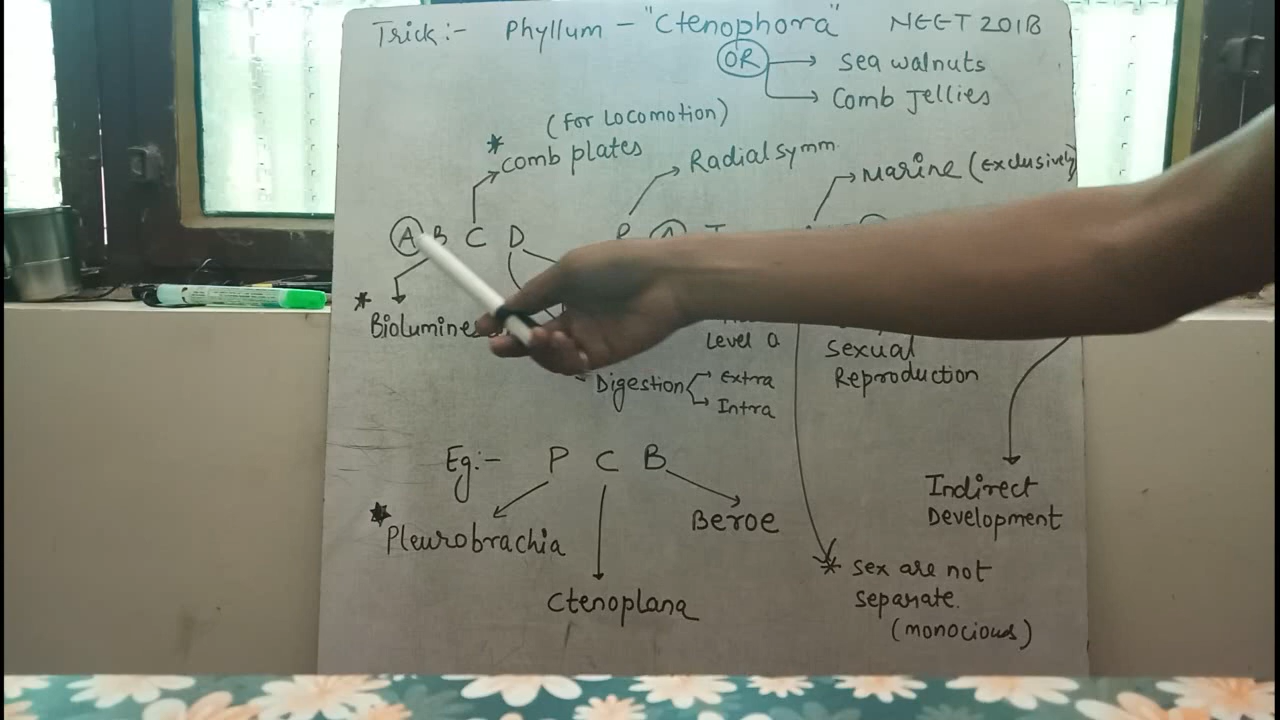 Trick:- Phyllum - "Ctenophora" NEET 2018
OR
Sea walnuts
Comb Jellies
(For Locomotion)
* Comb plates
Radial symm
Marine (Exclusively)
A B C D
* Biolumine
Level O
Sexual
Reproduction
Digestion Extra
Intra
Eg:- P C B
* Pleurobrachia
Ctenoplana
Beroe
Indirect
Development
* Sex are not
separate.
(monocious)